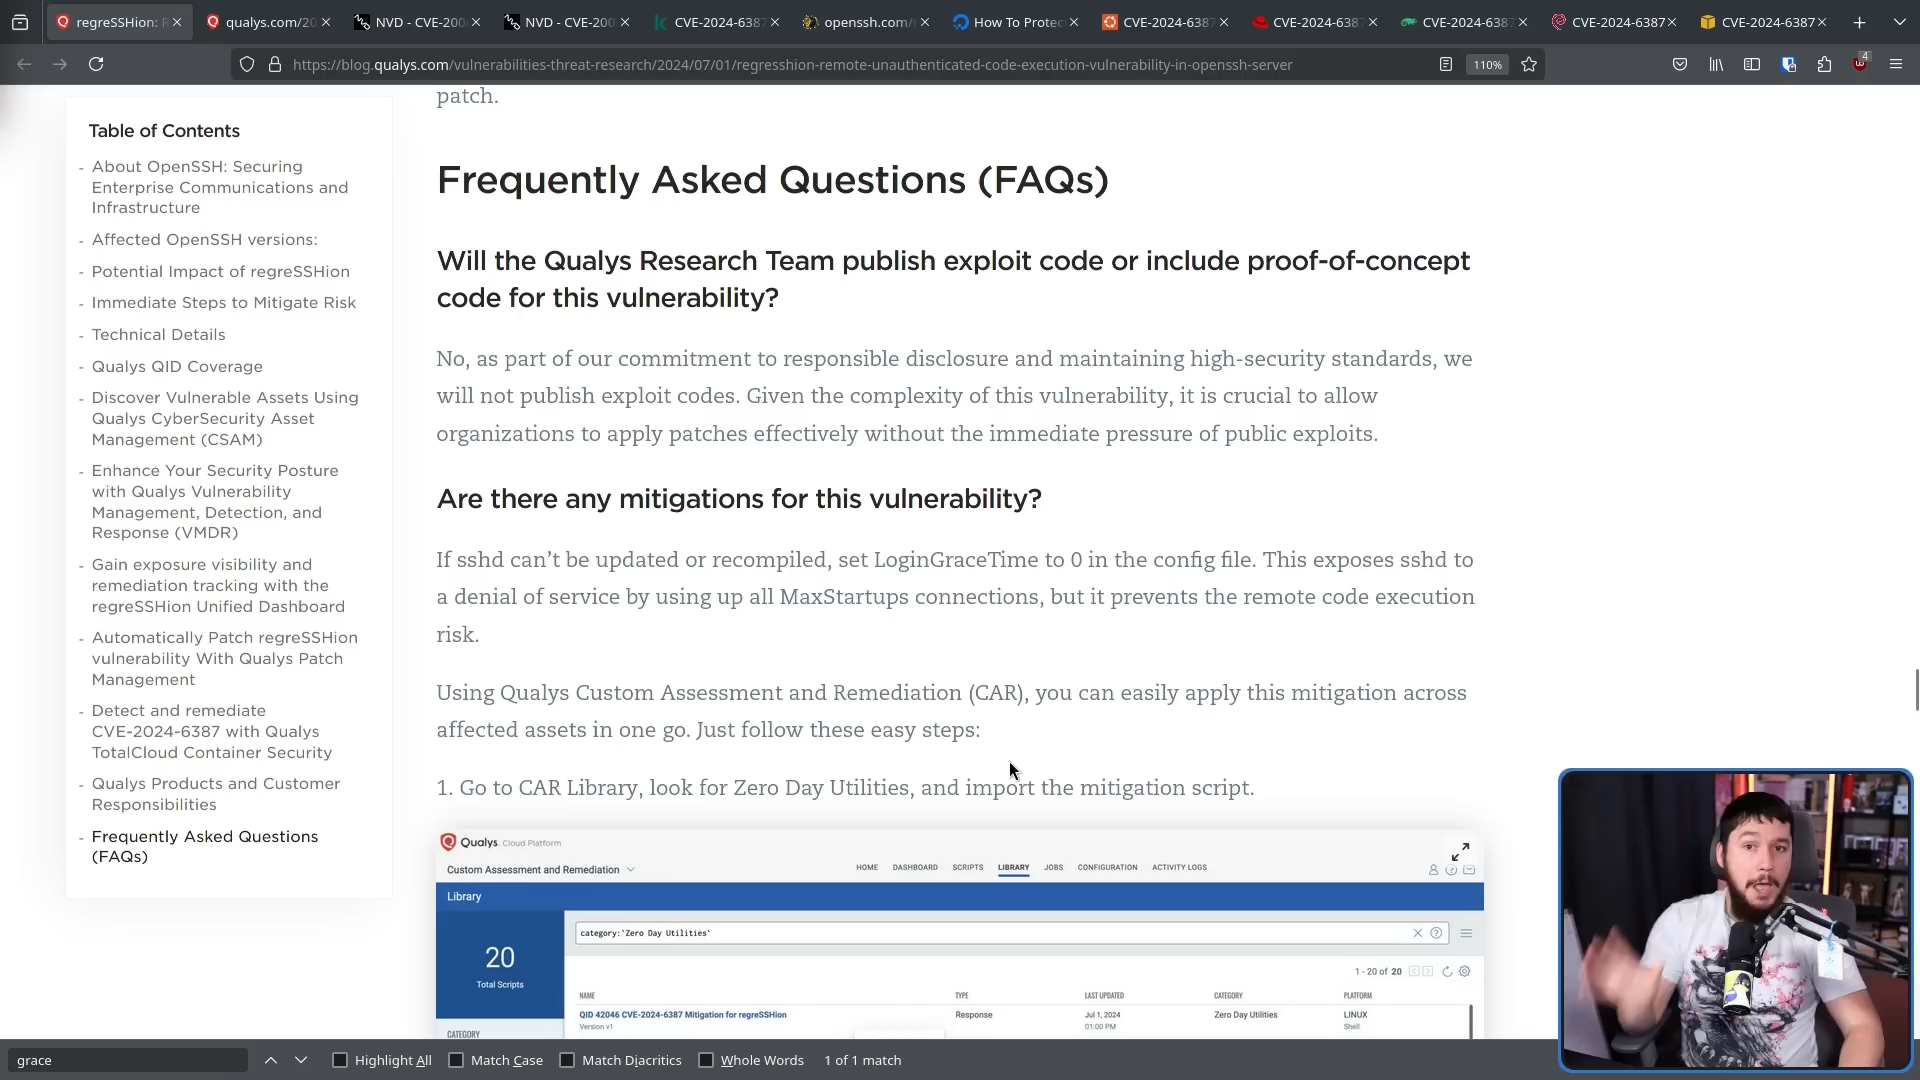 regreSSHion: R
qualys.com/20
NVD - CVE-200
NVD - CVE-200
CVE-2024-6387
openssh.com/
How To Protec
CVE-2024-6387
CVE-2024-6387
CVE-2024-6387
CVE-2024-6387
CVE-2024-6387
https://blog.qualys.com/vulnerabilities-threat-research/2024/07/01/regresshion-remote-unauthenticated-code-execution-vulnerability-in-openssh-server
110%
4
Table of Contents
- About OpenSSH: Securing
Enterprise Communications and
Infrastructure
- Affected OpenSSH versions:
- Potential Impact of regreSSHion
- Immediate Steps to Mitigate Risk
- Technical Details
- Qualys QID Coverage
- Discover Vulnerable Assets Using
Qualys CyberSecurity Asset
Management (CSAM)
- Enhance Your Security Posture
with Qualys Vulnerability
Management, Detection, and
Response (VMDR)
- Gain exposure visibility and
remediation tracking with the
regreSSHion Unified Dashboard
- Automatically Patch regreSSHion
vulnerability With Qualys Patch
Management
- Detect and remediate
CVE-2024-6387 with Qualys
TotalCloud Container Security
- Qualys Products and Customer
Responsibilities
- Frequently Asked Questions
(FAQs)
patch.
Frequently Asked Questions (FAQs)
Will the Qualys Research Team publish exploit code or include proof-of-concept
code for this vulnerability?
No, as part of our commitment to responsible disclosure and maintaining high-security standards, we
will not publish exploit codes. Given the complexity of this vulnerability, it is crucial to allow
organizations to apply patches effectively without the immediate pressure of public exploits.
Are there any mitigations for this vulnerability?
If sshd can’t be updated or recompiled, set LoginGraceTime to 0 in the config file. This exposes sshd to
a denial of service by using up all MaxStartups connections, but it prevents the remote code execution
risk.
Using Qualys Custom Assessment and Remediation (CAR), you can easily apply this mitigation across
affected assets in one go. Just follow these easy steps:
1. Go to CAR Library, look for Zero Day Utilities, and import the mitigation script.
Qualys. Cloud Platform
Custom Assessment and Remediation
HOME DASHBOARD SCRIPTS LIBRARY JOBS CONFIGURATION ACTIVITY LOGS
Library
20
Total Scripts
CATEGORY
category:`Zero Day Utilities`
1 - 20 of 20
NAME TYPE LAST UPDATED CATEGORY PLATFORM
QID 42046 CVE-2024-6387 Mitigation for regreSSHion Response Jul 1, 2024 Zero Day Utilities LINUX
Version v1 01:00 PM Shell
grace Highlight All Match Case Match Diacritics Whole Words 1 of 1 match